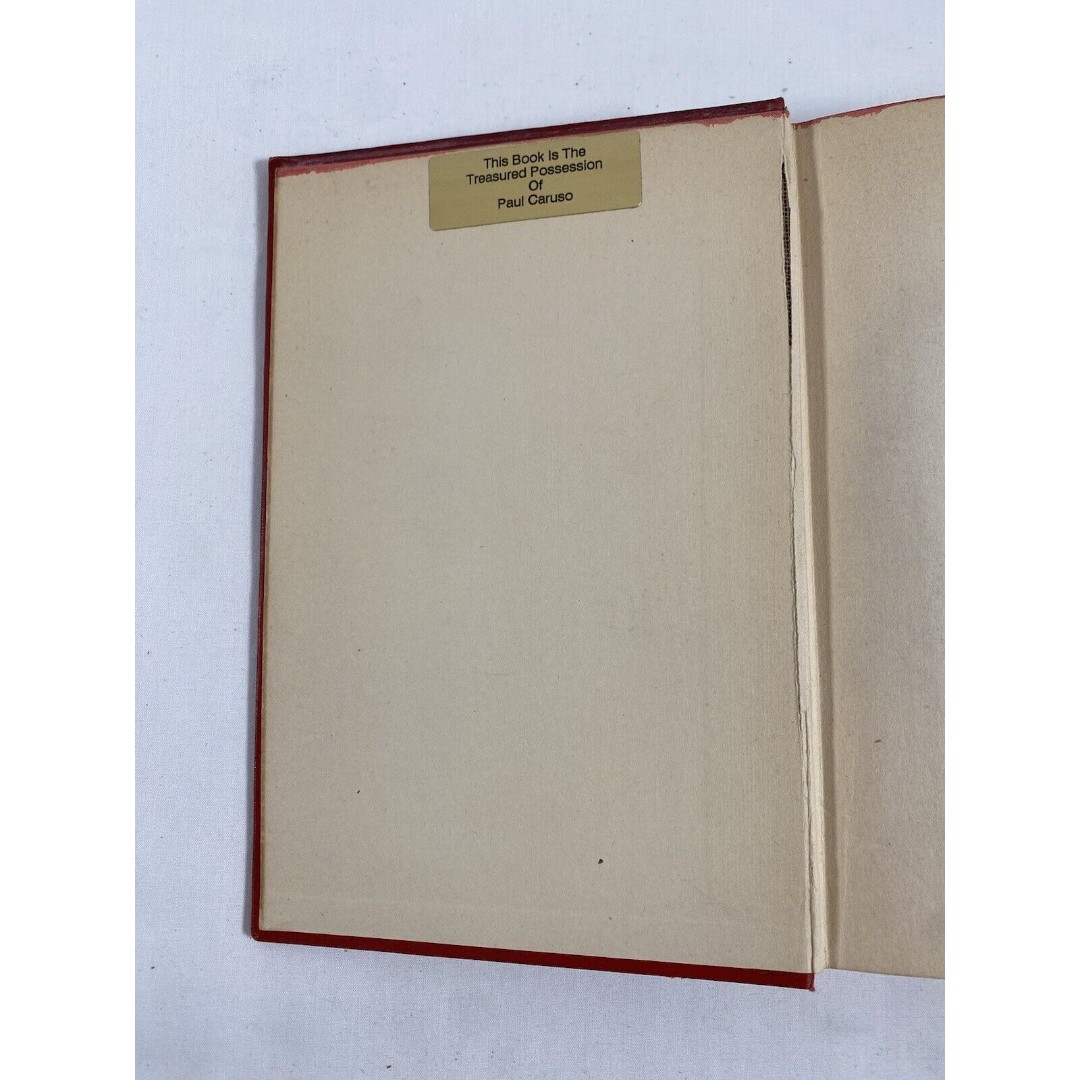 This Book Is The
Treasured Possession
Of
Paul Caruso